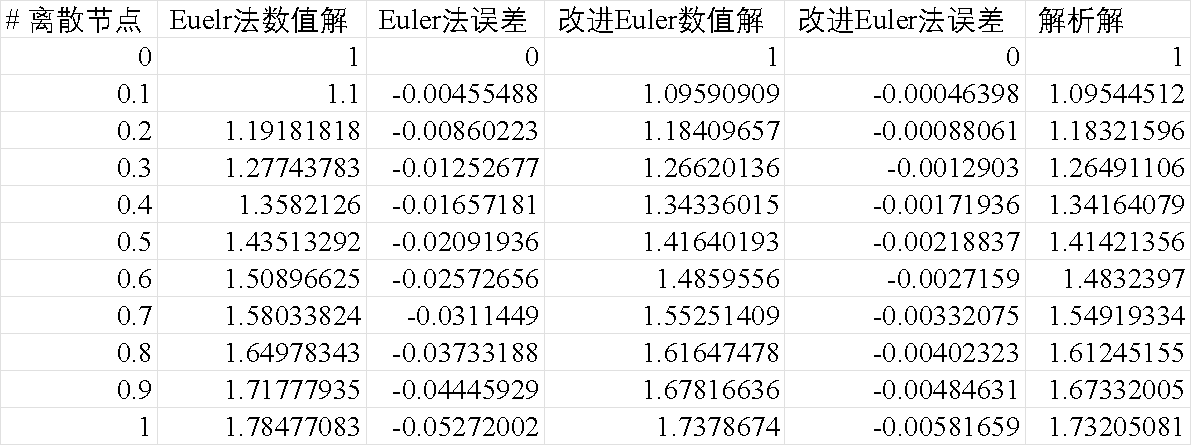 # 离散节点 Euelr法数值解 Euler法误差 改进Euler数值解 改进Euler法误差 解析解
0 1 0 1 0 1
0.1 1.1 -0.00455488 1.09590909 -0.00046398 1.09544512
0.2 1.19181818 -0.00860223 1.18409657 -0.00088061 1.18321596
0.3 1.27743783 -0.01252677 1.26620136 -0.0012903 1.26491106
0.4 1.3582126 -0.01657181 1.34336015 -0.00171936 1.34164079
0.5 1.43513292 -0.02091936 1.41640193 -0.00218837 1.41421356
0.6 1.50896625 -0.02572656 1.4859556 -0.0027159 1.4832397
0.7 1.58033824 -0.0311449 1.55251409 -0.00332075 1.54919334
0.8 1.64978343 -0.03733188 1.61647478 -0.00402323 1.61245155
0.9 1.71777935 -0.04445929 1.67816636 -0.00484631 1.67332005
1 1.78477083 -0.05272002 1.7378674 -0.00581659 1.73205081